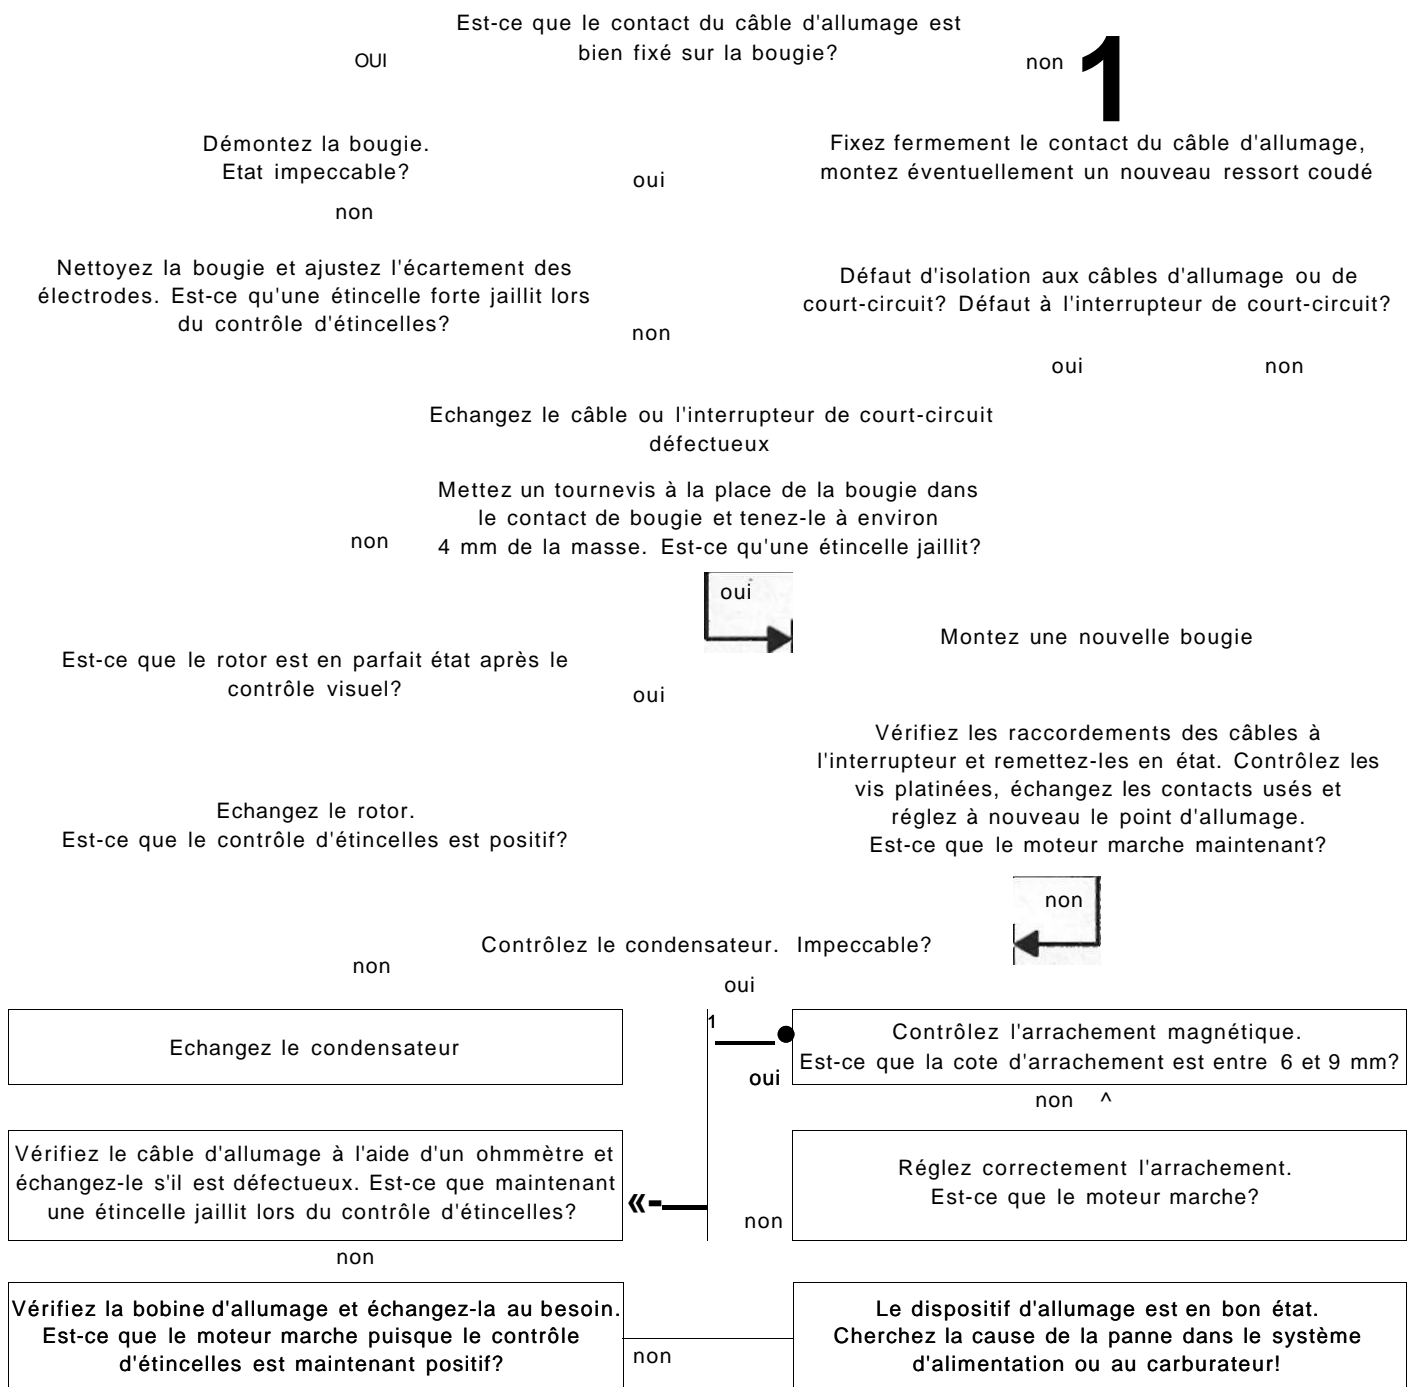 Est-ce que le contact du câble d'allumage est
bien fixé sur la bougie?
OUI
non
1
Démontez la bougie.
Etat impeccable?
oui
non
Fixez fermement le contact du câble d'allumage,
montez éventuellement un nouveau ressort coudé
Nettoyez la bougie et ajustez l'écartement des
électrodes. Est-ce qu'une étincelle forte jaillit lors
du contrôle d'étincelles?
non
Défaut d'isolation aux câbles d'allumage ou de
court-circuit? Défaut à l'interrupteur de court-circuit?
oui
non
Echangez le câble ou l'interrupteur de court-circuit
défectueux
Mettez un tournevis à la place de la bougie dans
le contact de bougie et tenez-le à environ
4 mm de la masse. Est-ce qu'une étincelle jaillit?
non
oui
Montez une nouvelle bougie
Est-ce que le rotor est en parfait état après le
contrôle visuel?
oui
Vérifiez les raccordements des câbles à
l'interrupteur et remettez-les en état. Contrôlez les
vis platinées, échangez les contacts usés et
réglez à nouveau le point d'allumage.
Est-ce que le moteur marche maintenant?
Echangez le rotor.
Est-ce que le contrôle d'étincelles est positif?
non
Contrôlez le condensateur. Impeccable?
non
oui
Echangez le condensateur
1
oui
Contrôlez l'arrachement magnétique.
Est-ce que la cote d'arrachement est entre 6 et 9 mm?
non ^
Vérifiez le câble d'allumage à l'aide d'un ohmmètre et
échangez-le s'il est défectueux. Est-ce que maintenant
une étincelle jaillit lors du contrôle d'étincelles?
«-
non
Réglez correctement l'arrachement.
Est-ce que le moteur marche?
non
Vérifiez la bobine d'allumage et échangez-la au besoin.
Est-ce que le moteur marche puisque le contrôle
d'étincelles est maintenant positif?
non
Le dispositif d'allumage est en bon état.
Cherchez la cause de la panne dans le système
d'alimentation ou au carburateur!